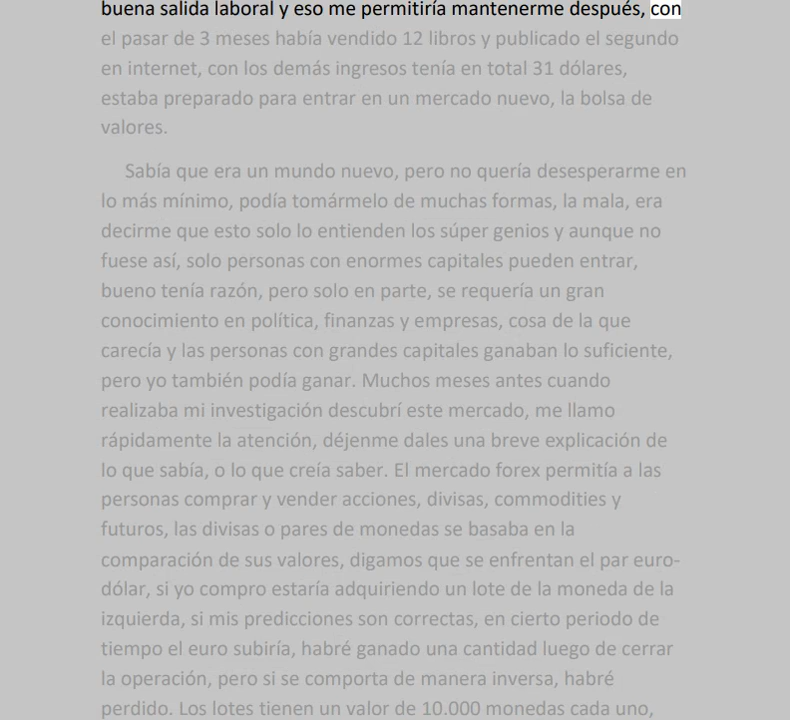 buena salida laboral y eso me permitiría mantenerme después, con
el pasar de 3 meses había vendido 12 libros y publicado el segundo
en internet, con los demás ingresos tenía en total 31 dólares,
estaba preparado para entrar en un mercado nuevo, la bolsa de
valores.
Sabía que era un mundo nuevo, pero no quería desesperarme en
lo más mínimo, podía tomármelo de muchas formas, la mala, era
decirme que esto solo lo entienden los súper genios y aunque no
fuese así, solo personas con enormes capitales pueden entrar,
bueno tenía razón, pero solo en parte, se requería un gran
conocimiento en política, finanzas y empresas, cosa de la que
carecía y las personas con grandes capitales ganaban lo suficiente,
pero yo también podía ganar. Muchos meses antes cuando
realizaba mi investigación descubrí este mercado, me llamo
rápidamente la atención, déjenme dales una breve explicación de
lo que sabía, o lo que creía saber. El mercado forex permitía a las
personas comprar y vender acciones, divisas, commodities y
futuros, las divisas o pares de monedas se basaba en la
comparación de sus valores, digamos que se enfrentan el par euro-
dólar, si yo compro estaría adquiriendo un lote de la moneda de la
izquierda, si mis predicciones son correctas, en cierto periodo de
tiempo el euro subiría, habré ganado una cantidad luego de cerrar
la operación, pero si se comporta de manera inversa, habré
perdido. Los lotes tienen un valor de 10.000 monedas cada uno,